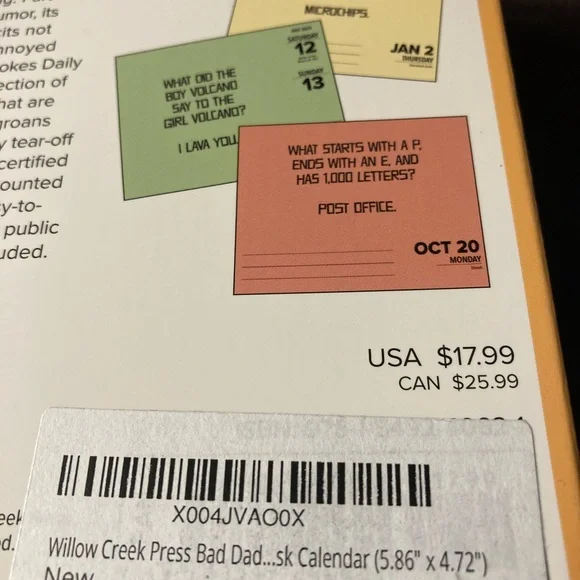 umor, its
its not
nnoyed
okes Daily
ection of
hat are
groans
y tear-off
certified
ounted
sy-to-
public
uded.
MICROCHIPS.
JAN 2
THURSDAY
SATURDAY
12
SUNDAY
13
WHAT DID THE
BOY VOLCANO
SAY TO THE
GIRL VOLCANO?
I LAVA YOU.
WHAT STARTS WITH A P,
ENDS WITH AN E, AND
HAS 1,000 LETTERS?
POST OFFICE.
OCT 20
MONDAY
USA $17.99
CAN $25.99
eek
d.
X004JVAO0X
Willow Creek Press Bad Dad...sk Calendar (5.86" x 4.72")
New